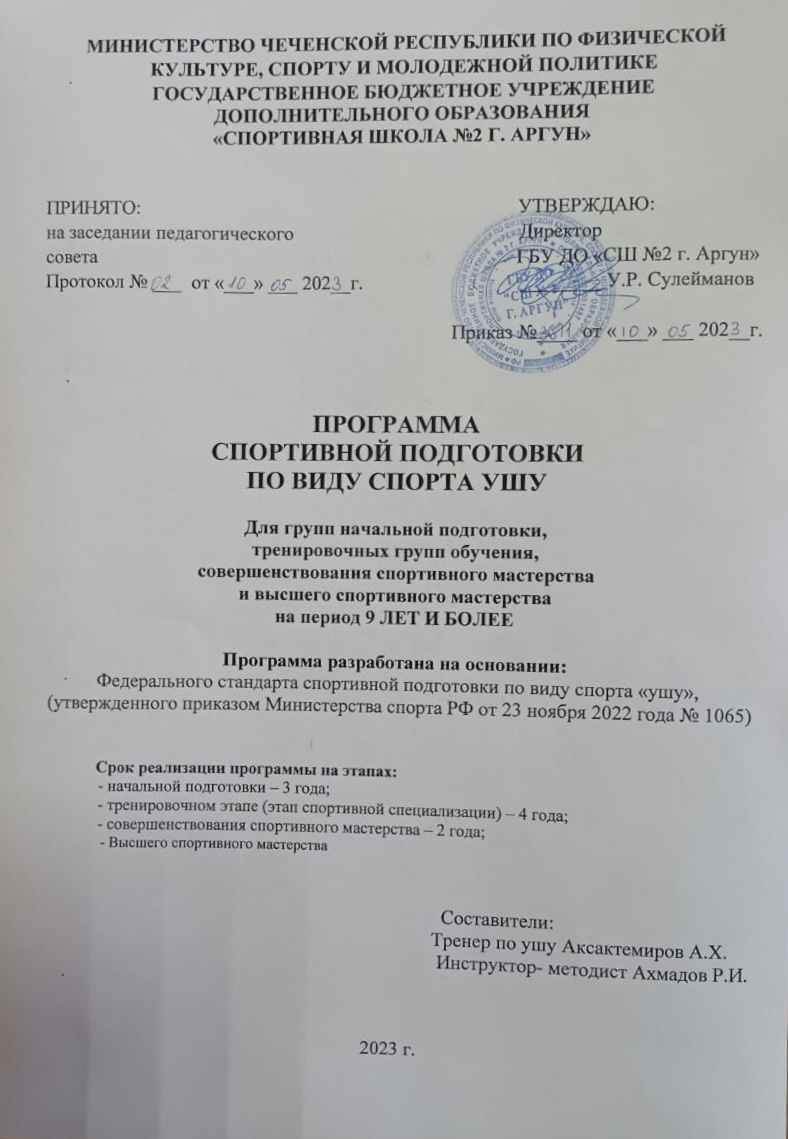 МИНИСТЕРСТВО ЧЕЧЕНСКОЙ РЕСПУБЛИКИ ПО ФИЗИЧЕСКОЙ
КУЛЬТУРЕ, СПОРТУ И МОЛОДЕЖНОЙ ПОЛИТИКЕ
ГОСУДАРСТВЕННОЕ БЮДЖЕТНОЕ УЧРЕЖДЕНИЕ
ДОПОЛНИТЕЛЬНОГО ОБРАЗОВАНИЯ
«СПОРТИВНАЯ ШКОЛА №2 Г. АРГУН»
ПРИНЯТО:
на заседании педагогического
совета
Протокол № 02 от «10» 05 2023 г.
УТВЕРЖДАЮ:
Директор
ГБУ ДО «СШ №2 г. Аргун»
У.Р. Сулейманов
Приказ № от «10» 05 2023 г.
Г. АРГУН
ПРОГРАММА
СПОРТИВНОЙ ПОДГОТОВКИ
ПО ВИДУ СПОРТА УШУ
Для групп начальной подготовки,
тренировочных групп обучения,
совершенствования спортивного мастерства
и высшего спортивного мастерства
на период 9 ЛЕТ И БОЛЕЕ
Программа разработана на основании:
Федерального стандарта спортивной подготовки по виду спорта «ушу»,
(утвержденного приказом Министерства спорта РФ от 23 ноября 2022 года № 1065)
Срок реализации программы на этапах:
- начальной подготовки – 3 года;
- тренировочном этапе (этап спортивной специализации) – 4 года;
- совершенствования спортивного мастерства – 2 года;
- Высшего спортивного мастерства
Составители:
Тренер по ушу Аксактемиров А.Х.
Инструктор- методист Ахмадов Р.И.
2023 г.